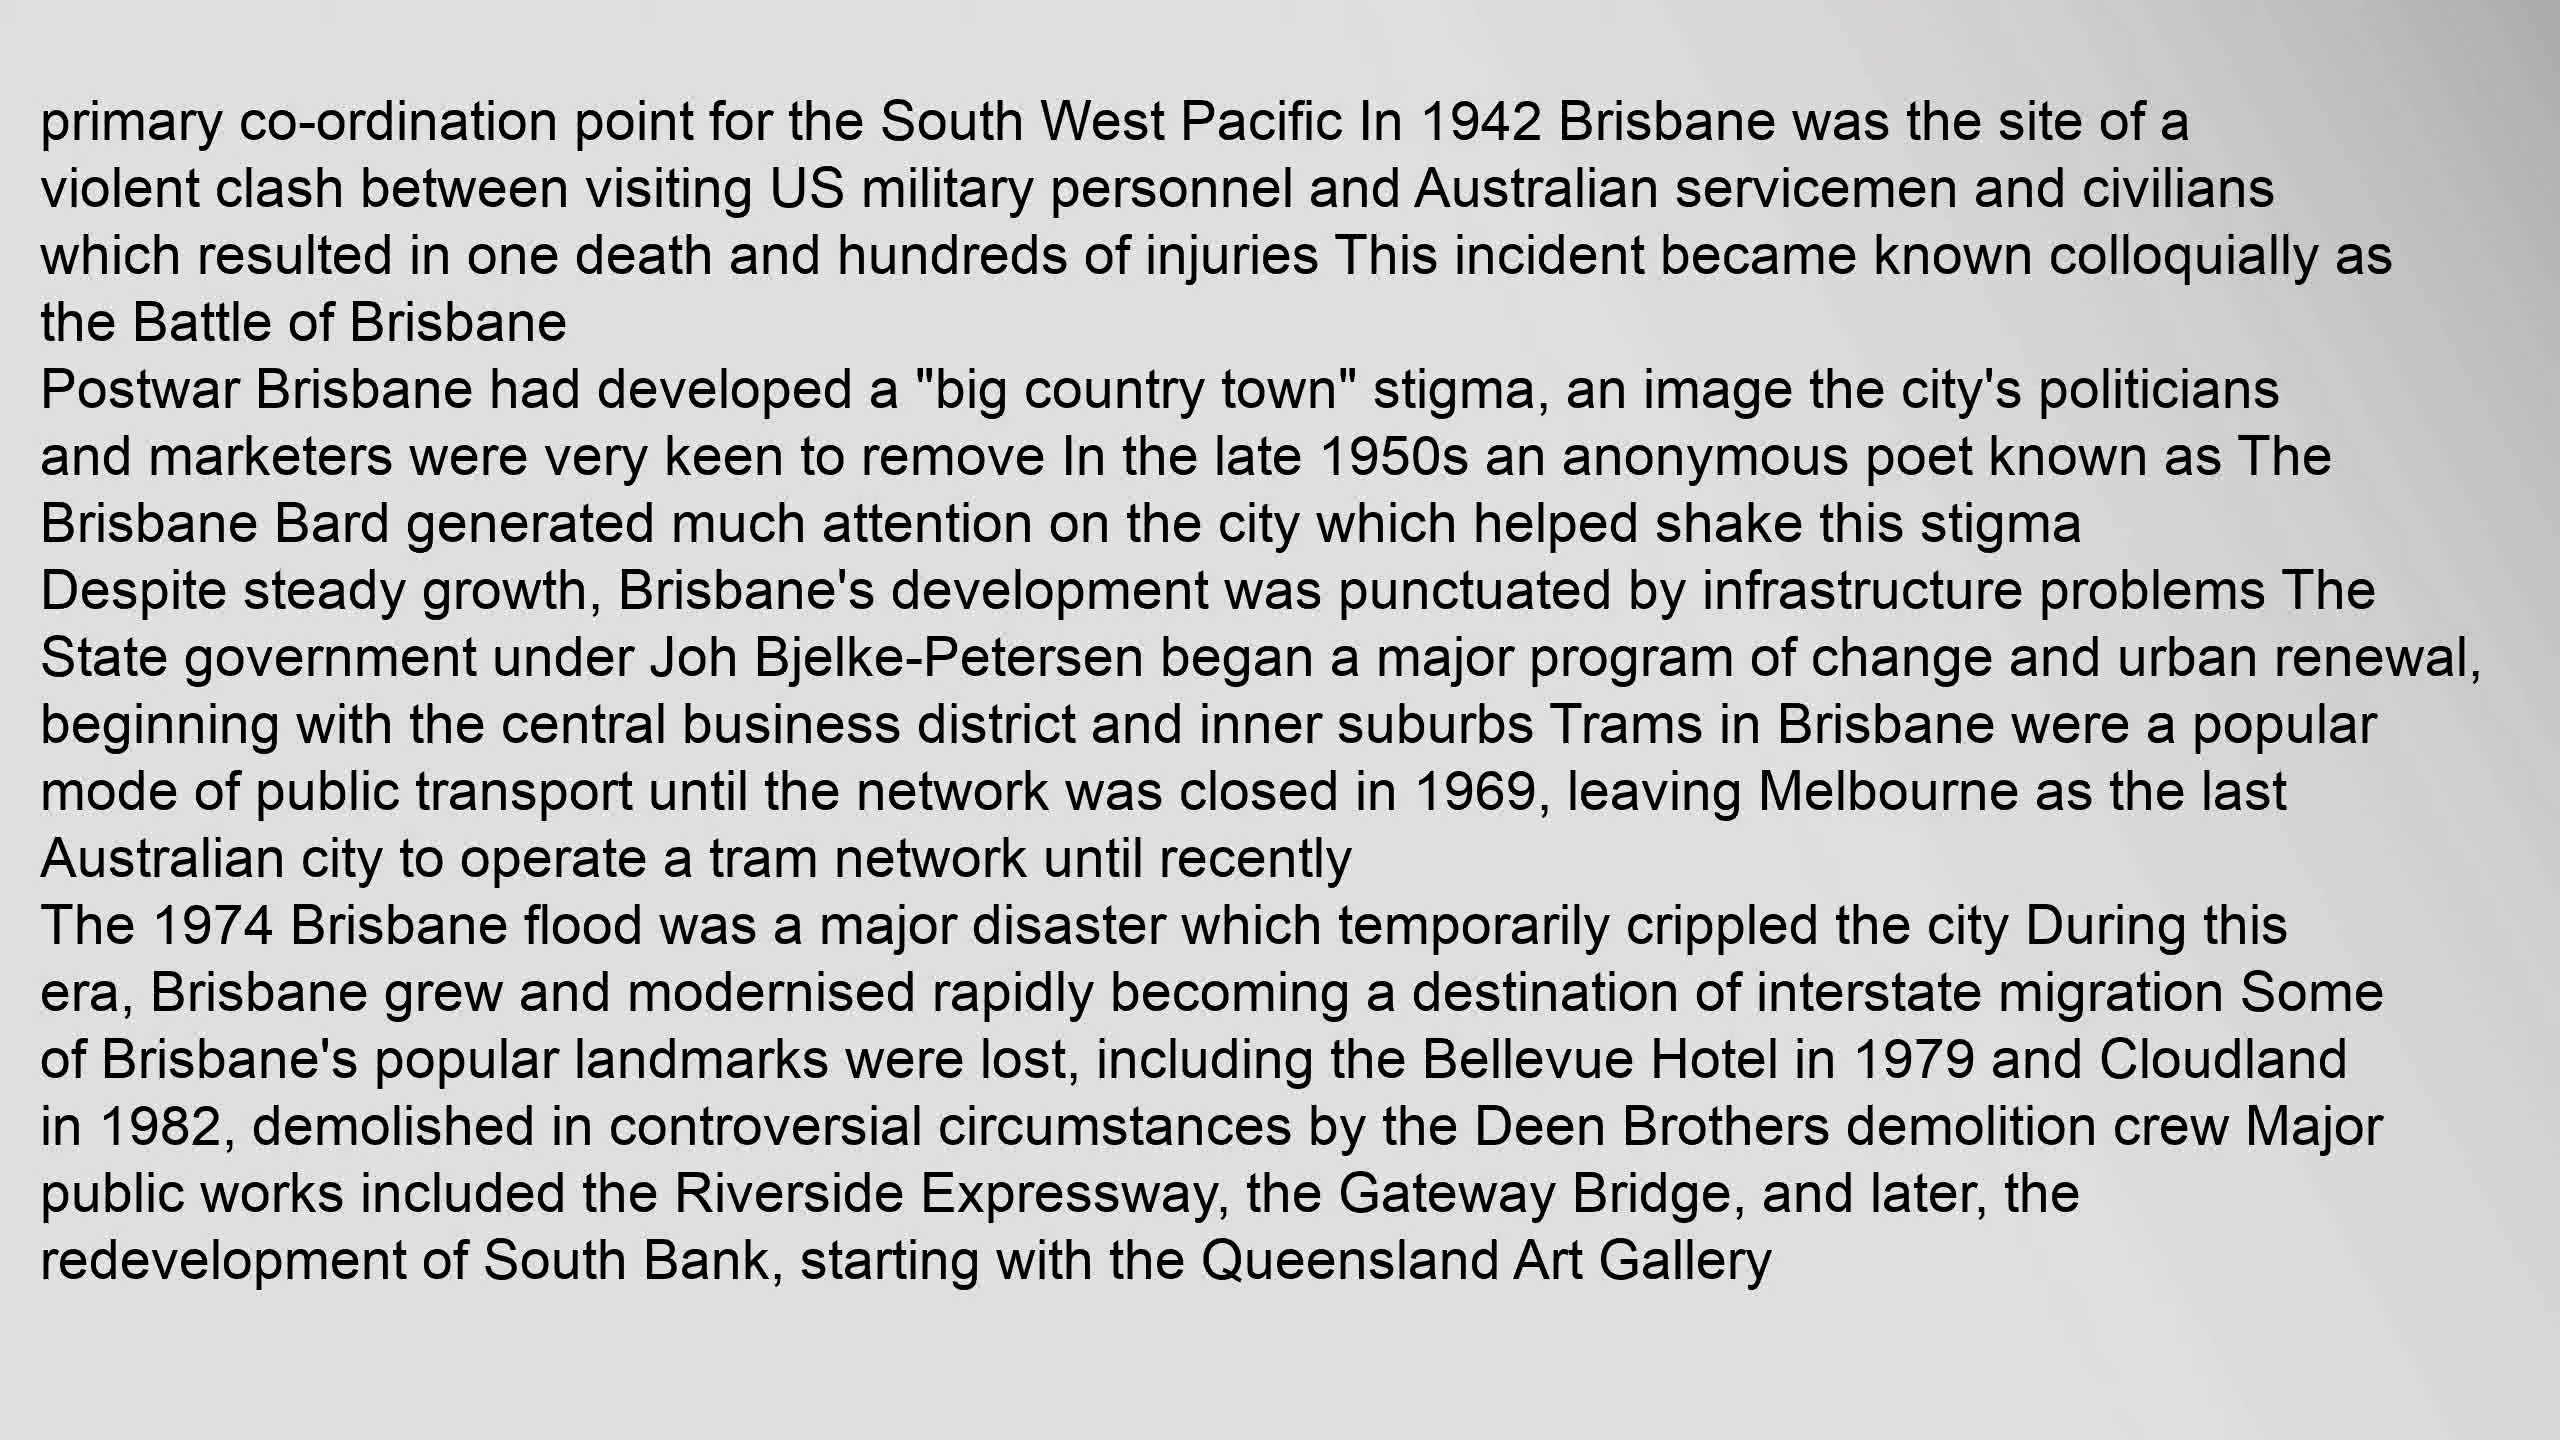 primary co-ordination point for the South West Pacific In 1942 Brisbane was the site of a
violent clash between visiting US military personnel and Australian servicemen and civilians
which resulted in one death and hundreds of injuries This incident became known colloquially as
the Battle of Brisbane
Postwar Brisbane had developed a "big country town" stigma, an image the city's politicians
and marketers were very keen to remove In the late 1950s an anonymous poet known as The
Brisbane Bard generated much attention on the city which helped shake this stigma
Despite steady growth, Brisbane's development was punctuated by infrastructure problems The
State government under Joh Bjelke-Petersen began a major program of change and urban renewal,
beginning with the central business district and inner suburbs Trams in Brisbane were a popular
mode of public transport until the network was closed in 1969, leaving Melbourne as the last
Australian city to operate a tram network until recently
The 1974 Brisbane flood was a major disaster which temporarily crippled the city During this
era, Brisbane grew and modernised rapidly becoming a destination of interstate migration Some
of Brisbane's popular landmarks were lost, including the Bellevue Hotel in 1979 and Cloudland
in 1982, demolished in controversial circumstances by the Deen Brothers demolition crew Major
public works included the Riverside Expressway, the Gateway Bridge, and later, the
redevelopment of South Bank, starting with the Queensland Art Gallery